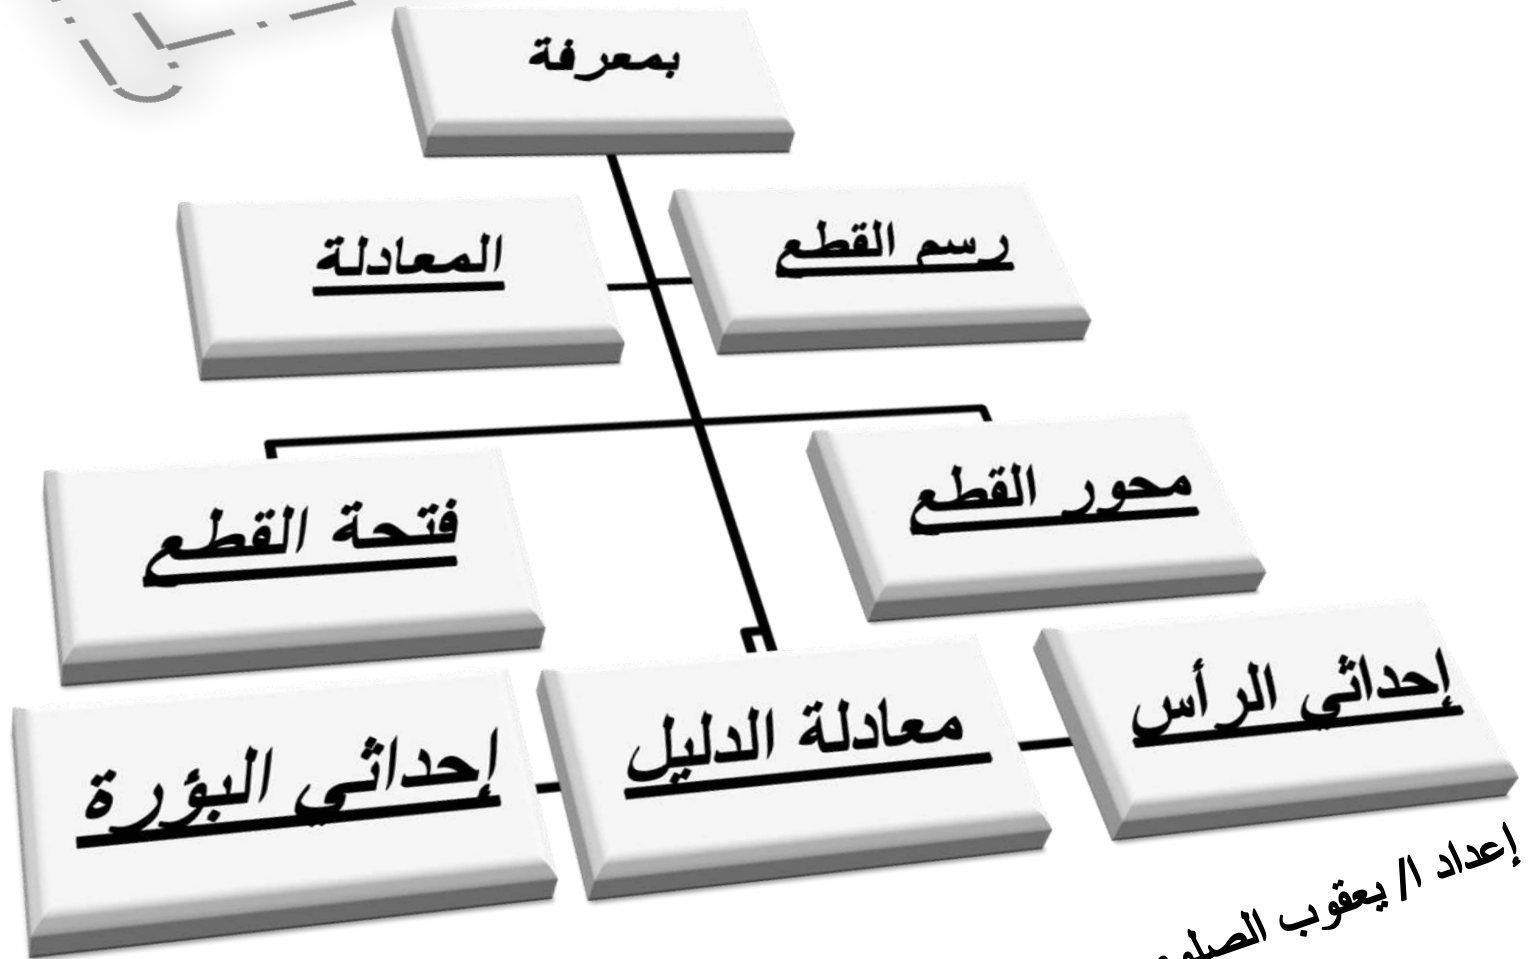 بمعرفة
رسم القطع
المعادلة
محور القطع
فتحة القطع
إحداثي الرأس
معادلة الدليل
إحداثي البؤرة
إعداد ا/ يعقوب